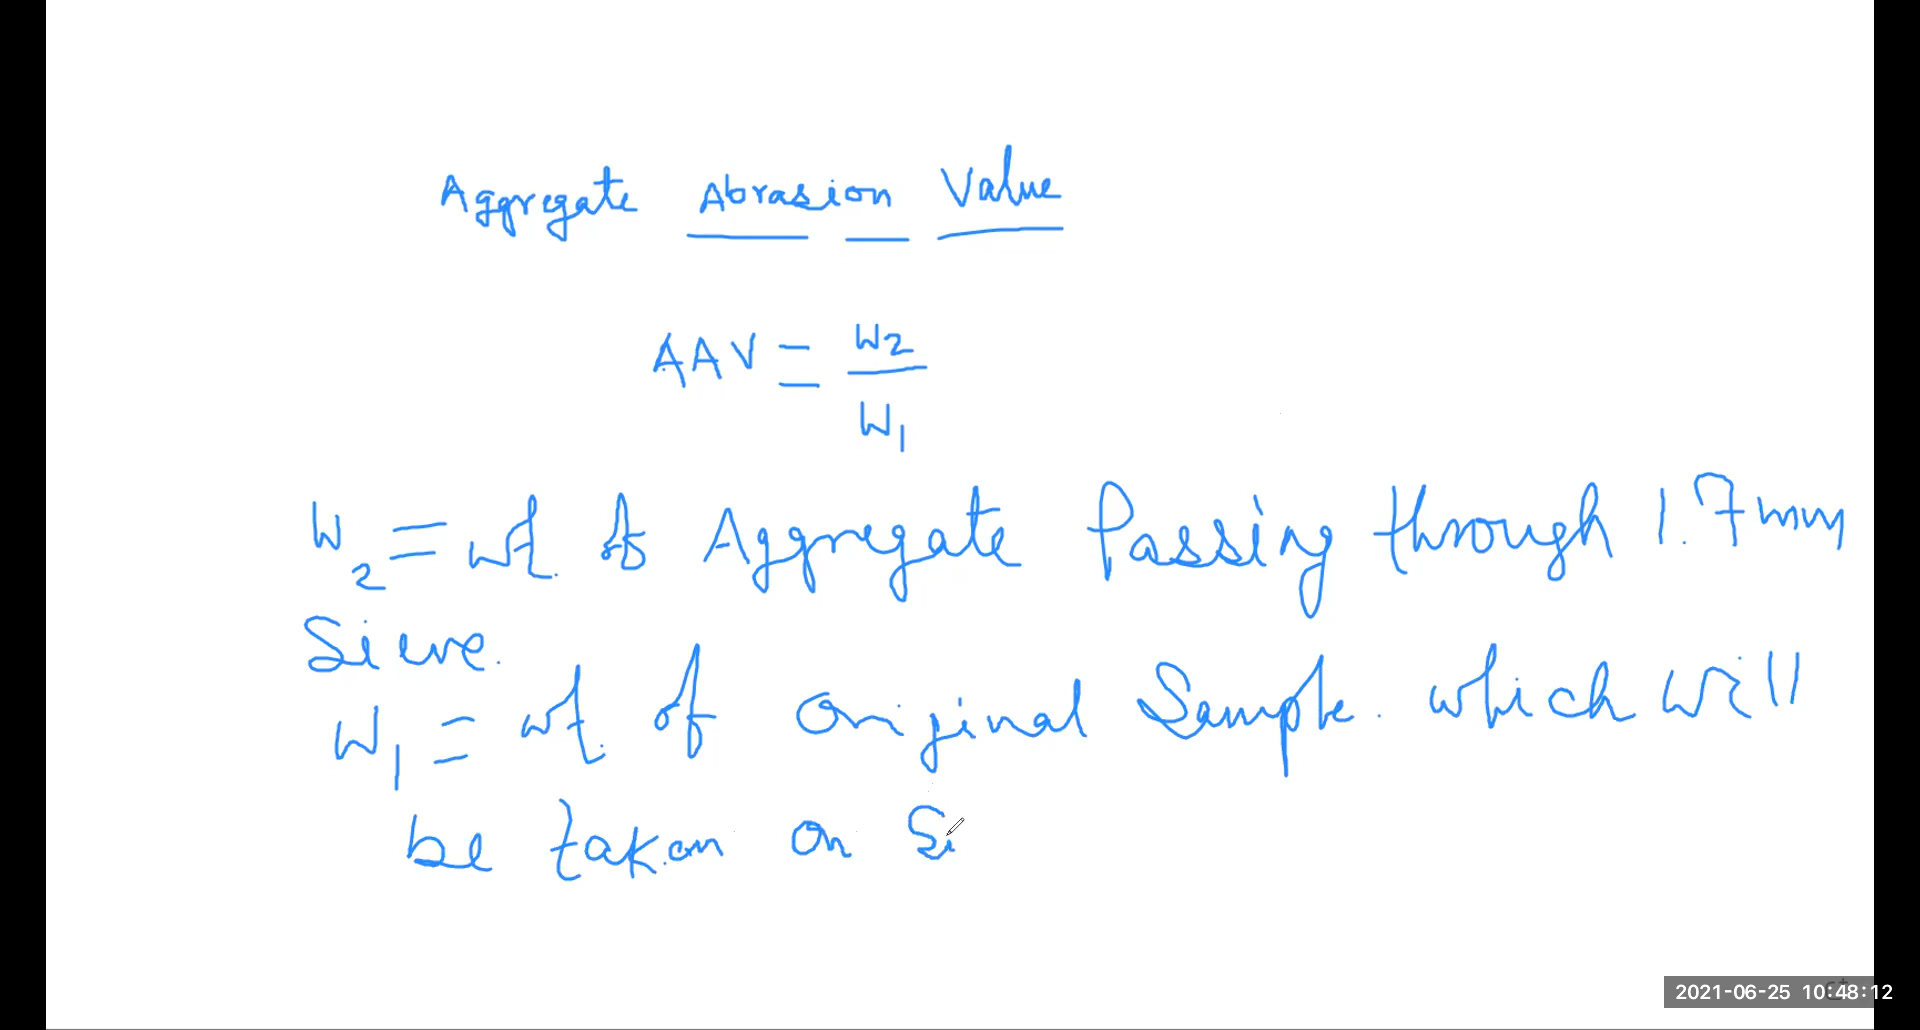 Aggregate Abrasion Value
AAV = W2
W1
W2 = wt. of Aggregate Passing through 1.7mm
Sieve.
W1 = wt. of original Sample. which will
be taken on Si
2021-06-25 10:48:12